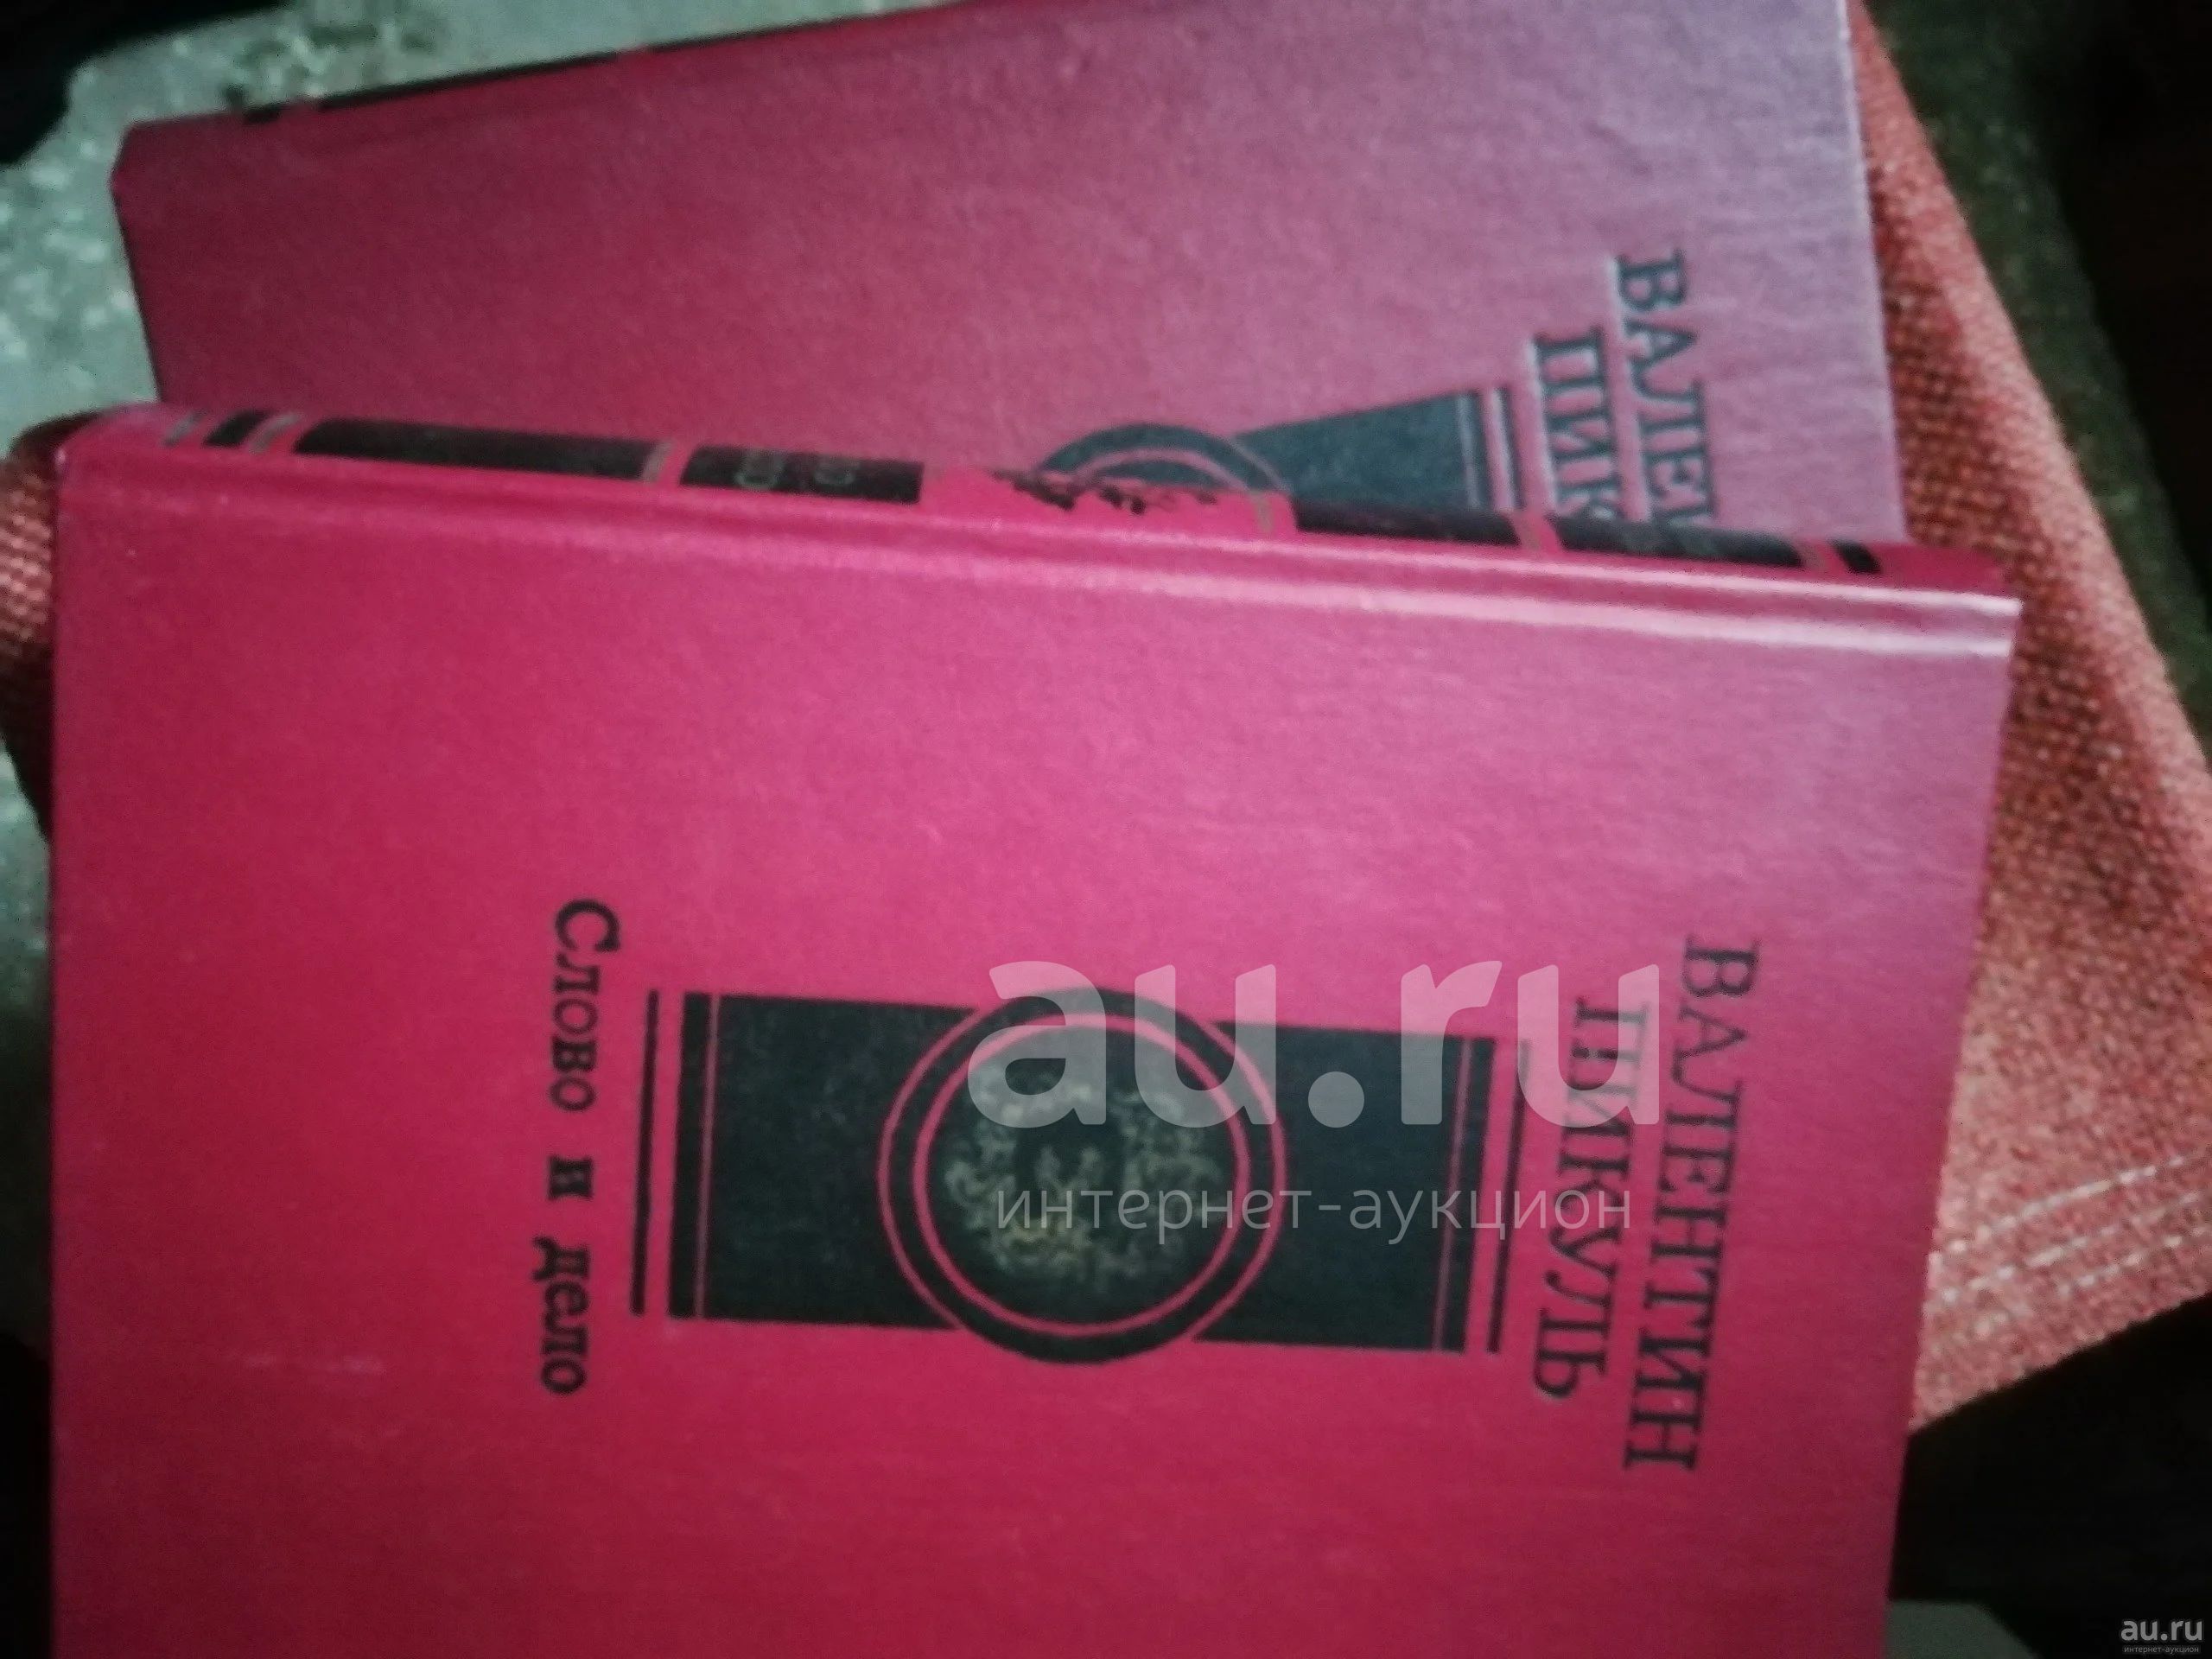 ВАЛЕНТИН
ПИКУЛЬ
Слово и дело
ВАЛЕН
ПИК
au.ru
интернет-аукцион
au.ru
интернет-аукцион